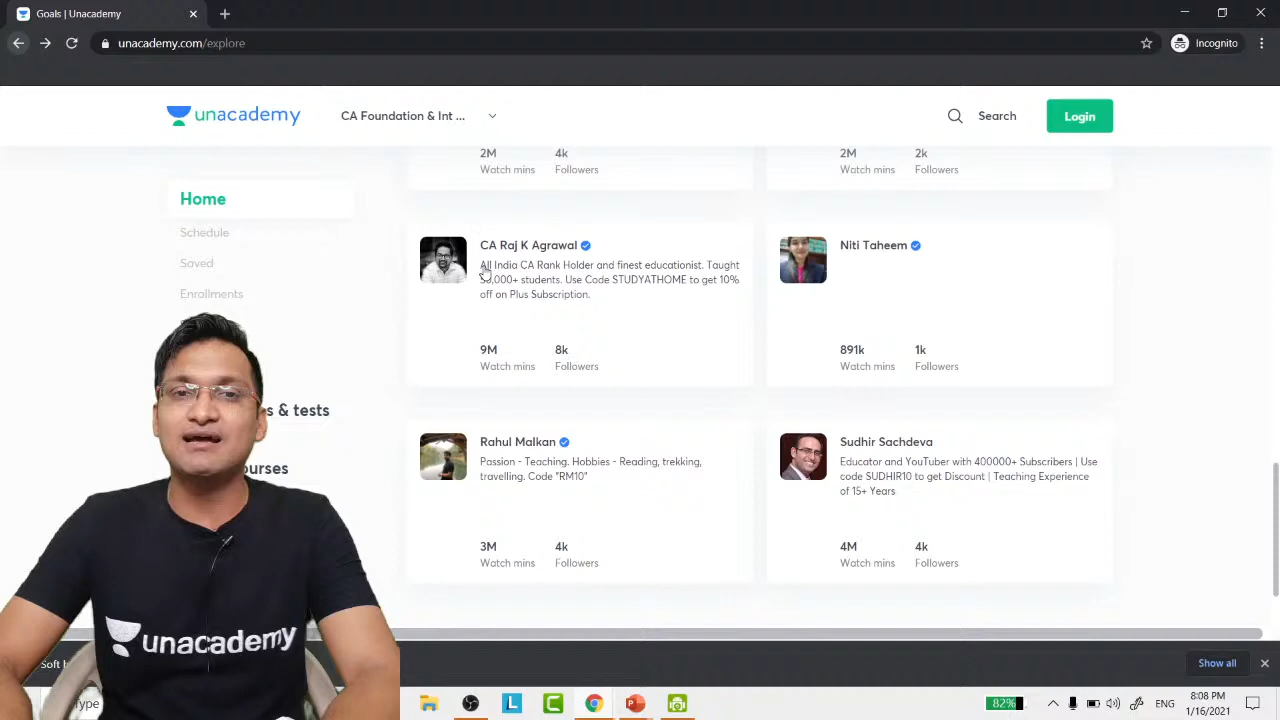 Goals | Unacademy
unacademy.com/explore
Incognito
unacademy
CA Foundation & Int ...
Search
Login
Home
Schedule
Saved
Enrollments
s & tests
ourses
2M
Watch mins
4k
Followers
2M
Watch mins
2k
Followers
CA Raj K Agrawal
All India CA Rank Holder and finest educationist. Taught
50,000+ students. Use Code STUDYATHOME to get 10%
off on Plus Subscription.
9M
Watch mins
8k
Followers
Niti Taheem
891k
Watch mins
1k
Followers
Rahul Malkan
Passion - Teaching. Hobbies - Reading, trekking,
travelling. Code "RM10"
3M
Watch mins
4k
Followers
Sudhir Sachdeva
Educator and YouTuber with 400000+ Subscribers | Use
code SUDHIR10 to get Discount | Teaching Experience
of 15+ Years
4M
Watch mins
4k
Followers
unacademy
Soft b
Show all
Type
82%
ENG
8:08 PM
1/16/2021